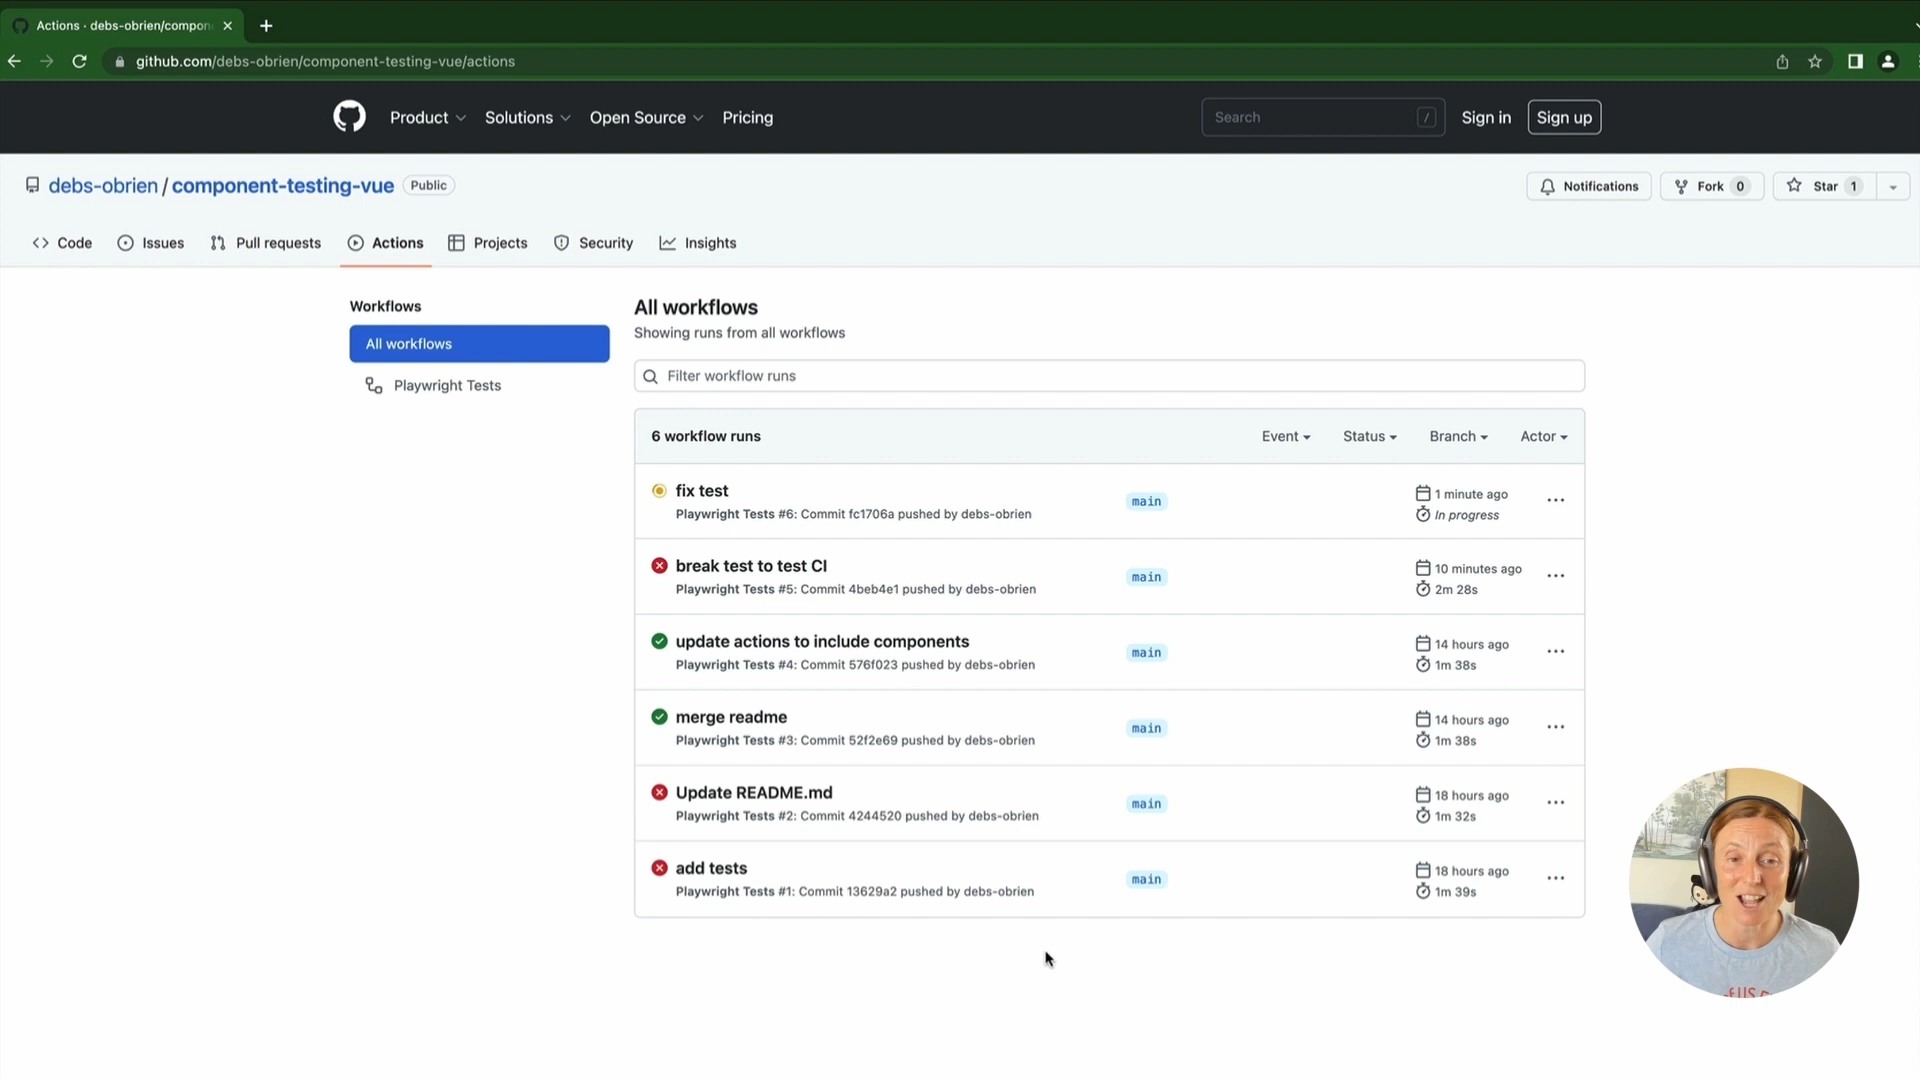 Actions · debs-obrien/compon
github.com/debs-obrien/component-testing-vue/actions
Product Solutions Open Source Pricing Search / Sign in Sign up
debs-obrien / component-testing-vue Public Notifications Fork 0 Star 1
Code Issues Pull requests Actions Projects Security Insights
Workflows
All workflows
Playwright Tests
All workflows
Showing runs from all workflows
Filter workflow runs
6 workflow runs Event Status Branch Actor
fix test
Playwright Tests #6: Commit fc1706a pushed by debs-obrien
main
1 minute ago
In progress
break test to test CI
Playwright Tests #5: Commit 4beb4e1 pushed by debs-obrien
main
10 minutes ago
2m 28s
update actions to include components
Playwright Tests #4: Commit 576f023 pushed by debs-obrien
main
14 hours ago
1m 38s
merge readme
Playwright Tests #3: Commit 52f2e69 pushed by debs-obrien
main
14 hours ago
1m 38s
Update README.md
Playwright Tests #2: Commit 4244520 pushed by debs-obrien
main
18 hours ago
1m 32s
add tests
Playwright Tests #1: Commit 13629a2 pushed by debs-obrien
main
18 hours ago
1m 39s